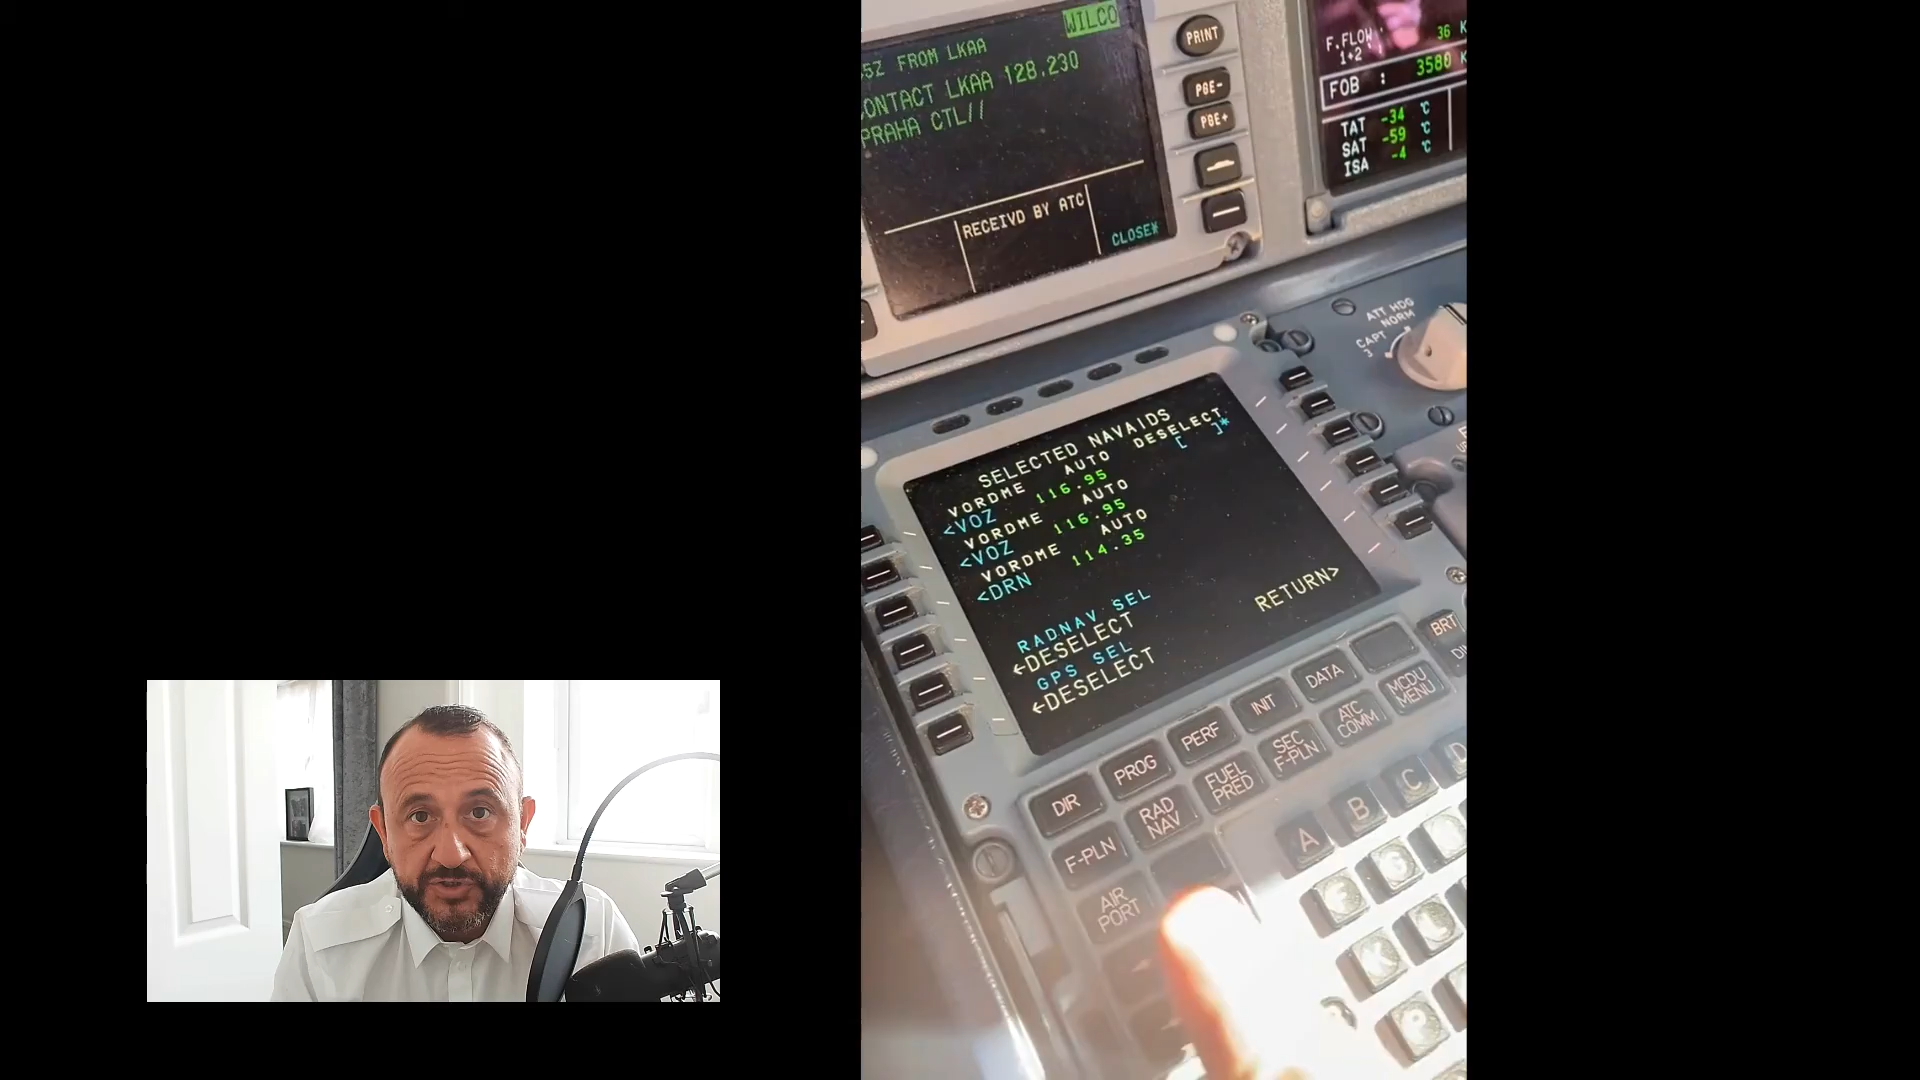 WILCO
5Z FROM LKAA
ONTACT LKAA 128.230
PRAHA CTL//
RECEIVD BY ATC
CLOSE*
PRINT
PGE-
PGE+
F.FLOW
1+2
36 K
FOB : 3580 K
TAT -34 °C
SAT -59 °C
ISA -4 °C
ATT HDG
NORM
CAPT
3
SELECTED NAVAIDS
VORDME AUTO DESELECT
<VOZ 116.95 [ ]*
VORDME AUTO
<VOZ 116.95
VORDME AUTO
<DRN 114.35
RADNAV SEL
←DESELECT
RETURN>
GPS SEL
←DESELECT
DIR
PROG
PERF
INIT
DATA
BRT
F-PLN
RAD
NAV
FUEL
PRED
SEC
F-PLN
ATC
COMM
MCDU
MENU
AIR
PORT
A
B
C
D